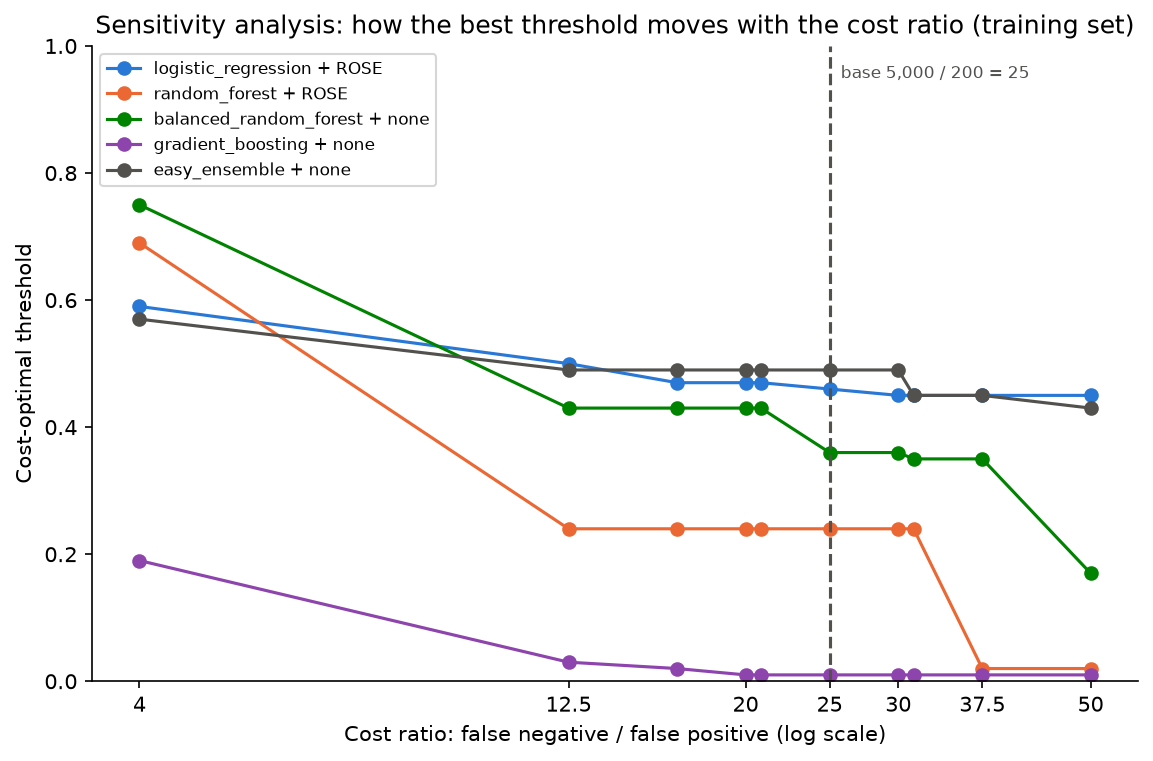 Sensitivity analysis: how the best threshold moves with the cost ratio (training set)
logistic_regression + ROSE
random_forest + ROSE
balanced_random_forest + none
gradient_boosting + none
easy_ensemble + none
base 5,000 / 200 = 25
Cost-optimal threshold
1.0
0.8
0.6
0.4
0.2
0.0
4
12.5
20
25
30
37.5
50
Cost ratio: false negative / false positive (log scale)